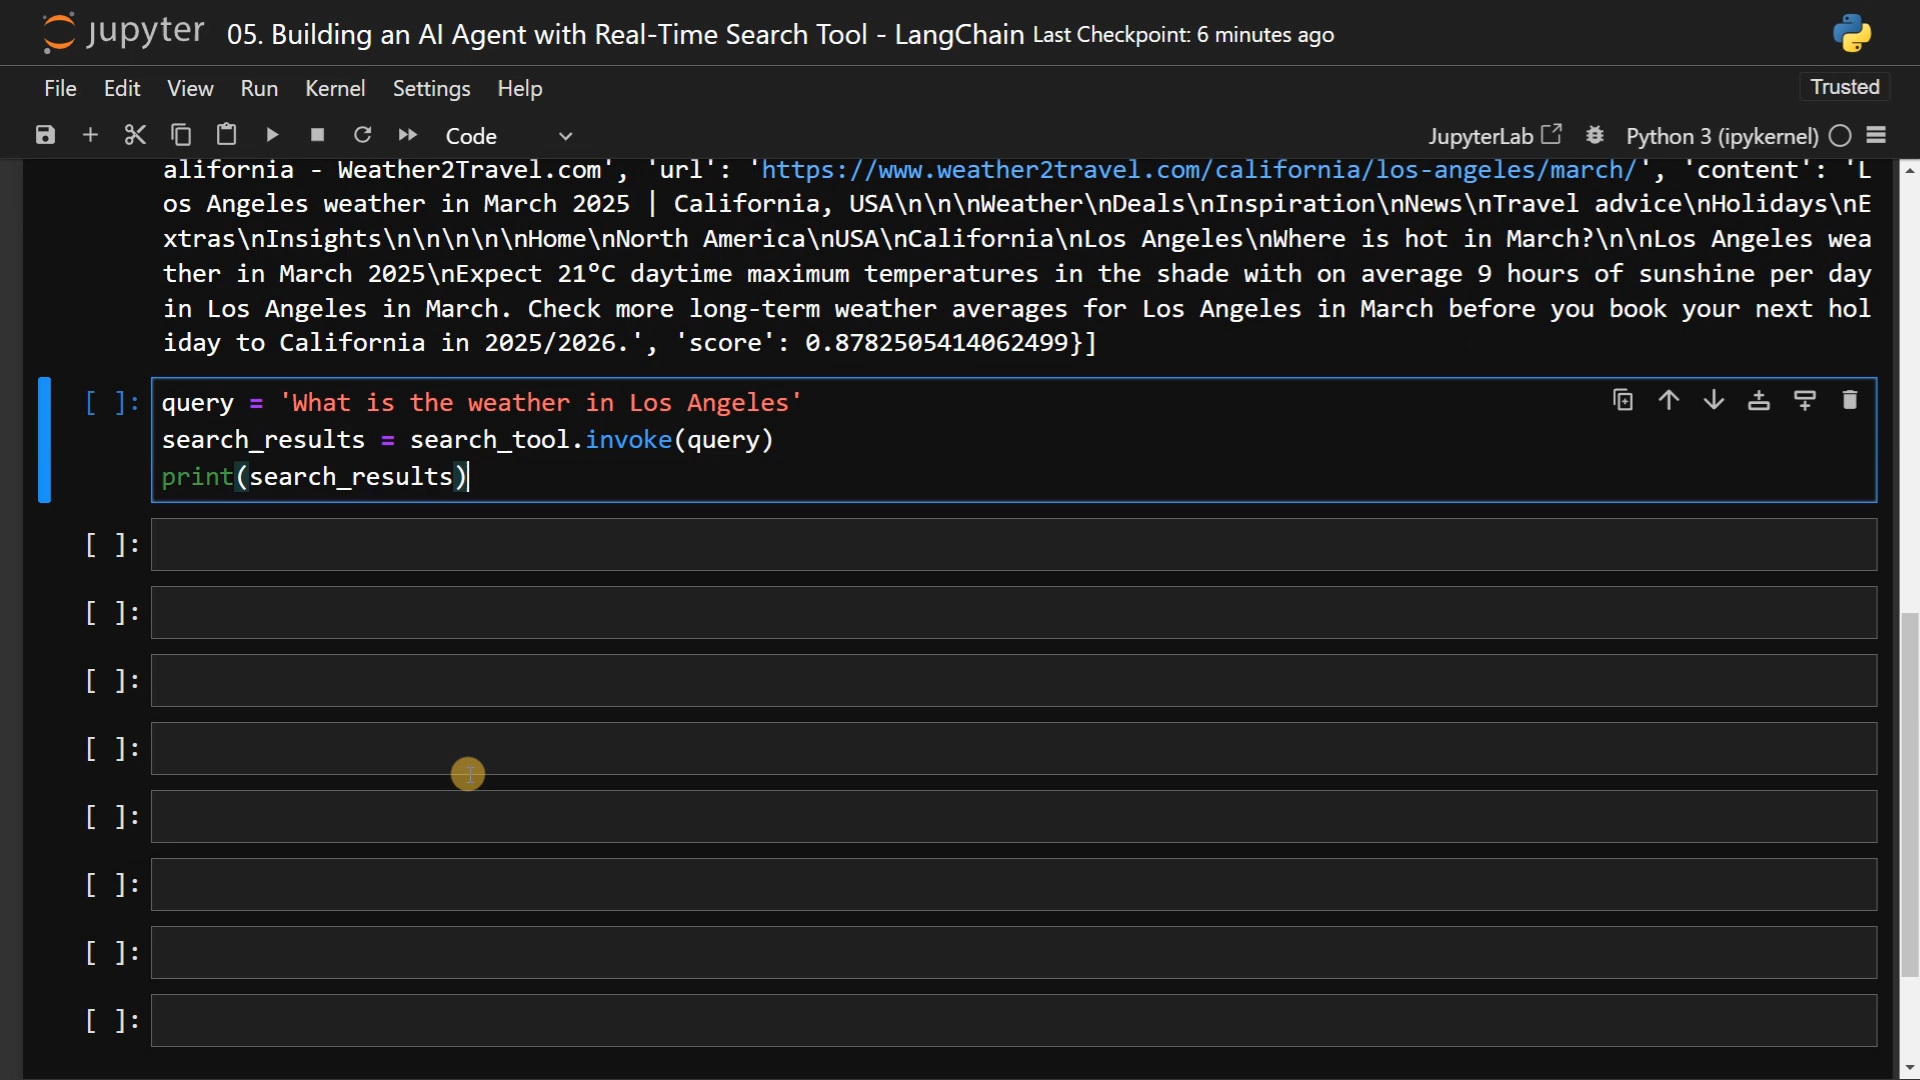 jupyter 05. Building an AI Agent with Real-Time Search Tool - LangChain Last Checkpoint: 6 minutes ago
File Edit View Run Kernel Settings Help Trusted
Code JupyterLab Python 3 (ipykernel)
alifornia - Weather2Travel.com', 'url': 'https://www.weather2travel.com/california/los-angeles/march/', 'content': 'L
os Angeles weather in March 2025 | California, USA\n\n\nWeather\nDeals\nInspiration\nNews\nTravel advice\nHolidays\nE
xtras\nInsights\n\n\n\n\nHome\nNorth America\nUSA\nCalifornia\nLos Angeles\nWhere is hot in March?\n\nLos Angeles wea
ther in March 2025\nExpect 21°C daytime maximum temperatures in the shade with on average 9 hours of sunshine per day
in Los Angeles in March. Check more long-term weather averages for Los Angeles in March before you book your next hol
iday to California in 2025/2026.', 'score': 0.8782505414062499}]
[ ]: query = 'What is the weather in Los Angeles'
search_results = search_tool.invoke(query)
print(search_results)
[ ]:
[ ]:
[ ]:
[ ]:
[ ]:
[ ]:
[ ]:
[ ]: